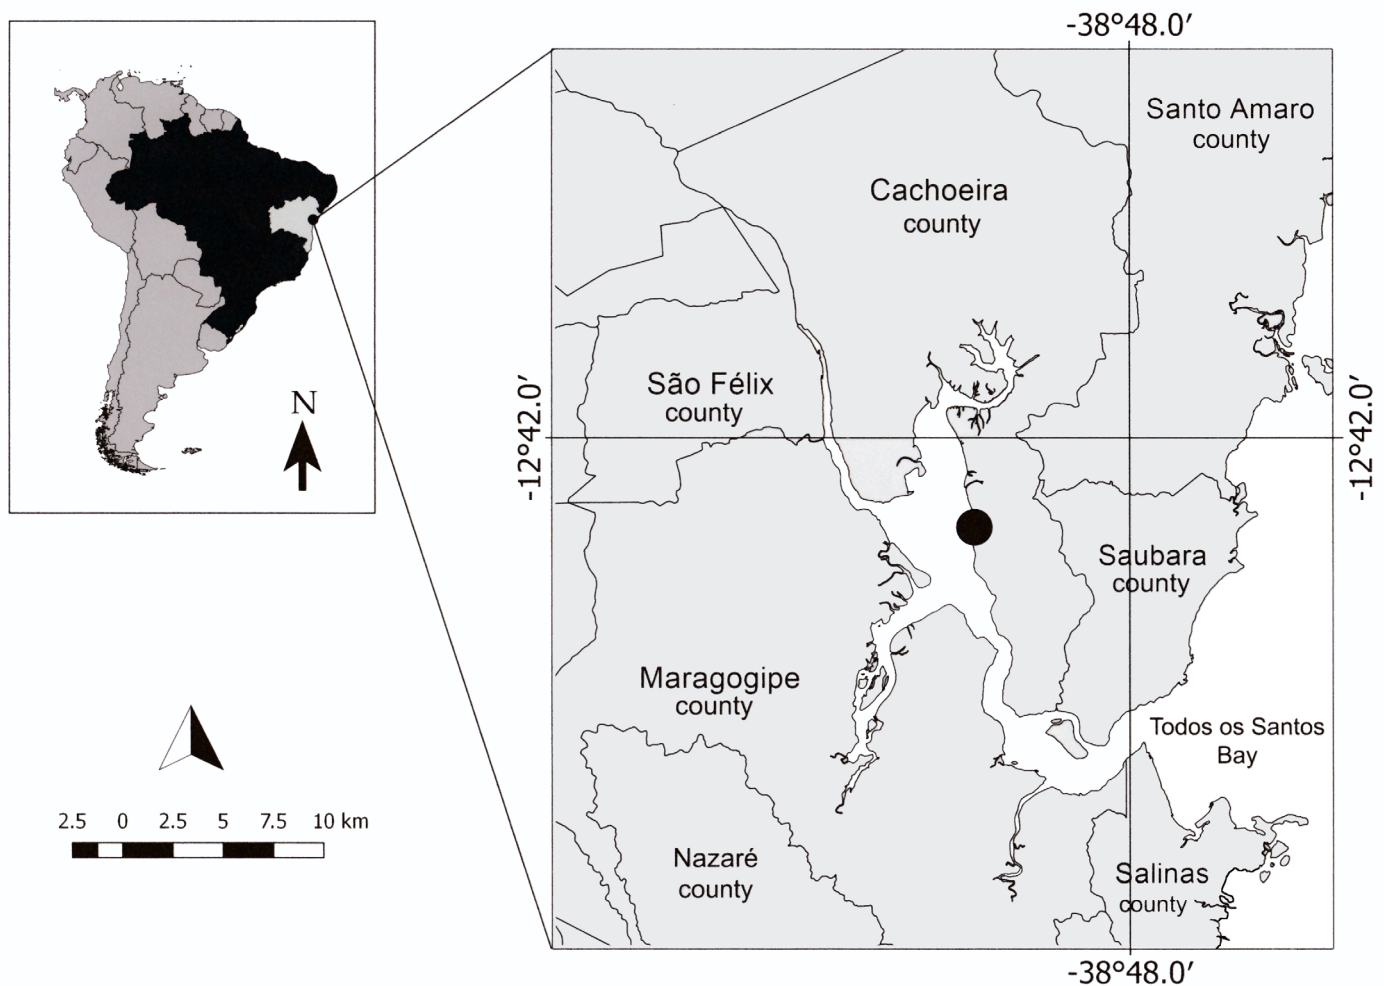 -38°48.0′
Santo Amaro
county
Cachoeira
county
São Félix
county
-12°42.0′
-12°42.0′
N
Saubara
county
Maragogipe
county
Todos os Santos
Bay
2.5 0 2.5 5 7.5 10 km
Nazaré
county
Salinas
county
-38°48.0′